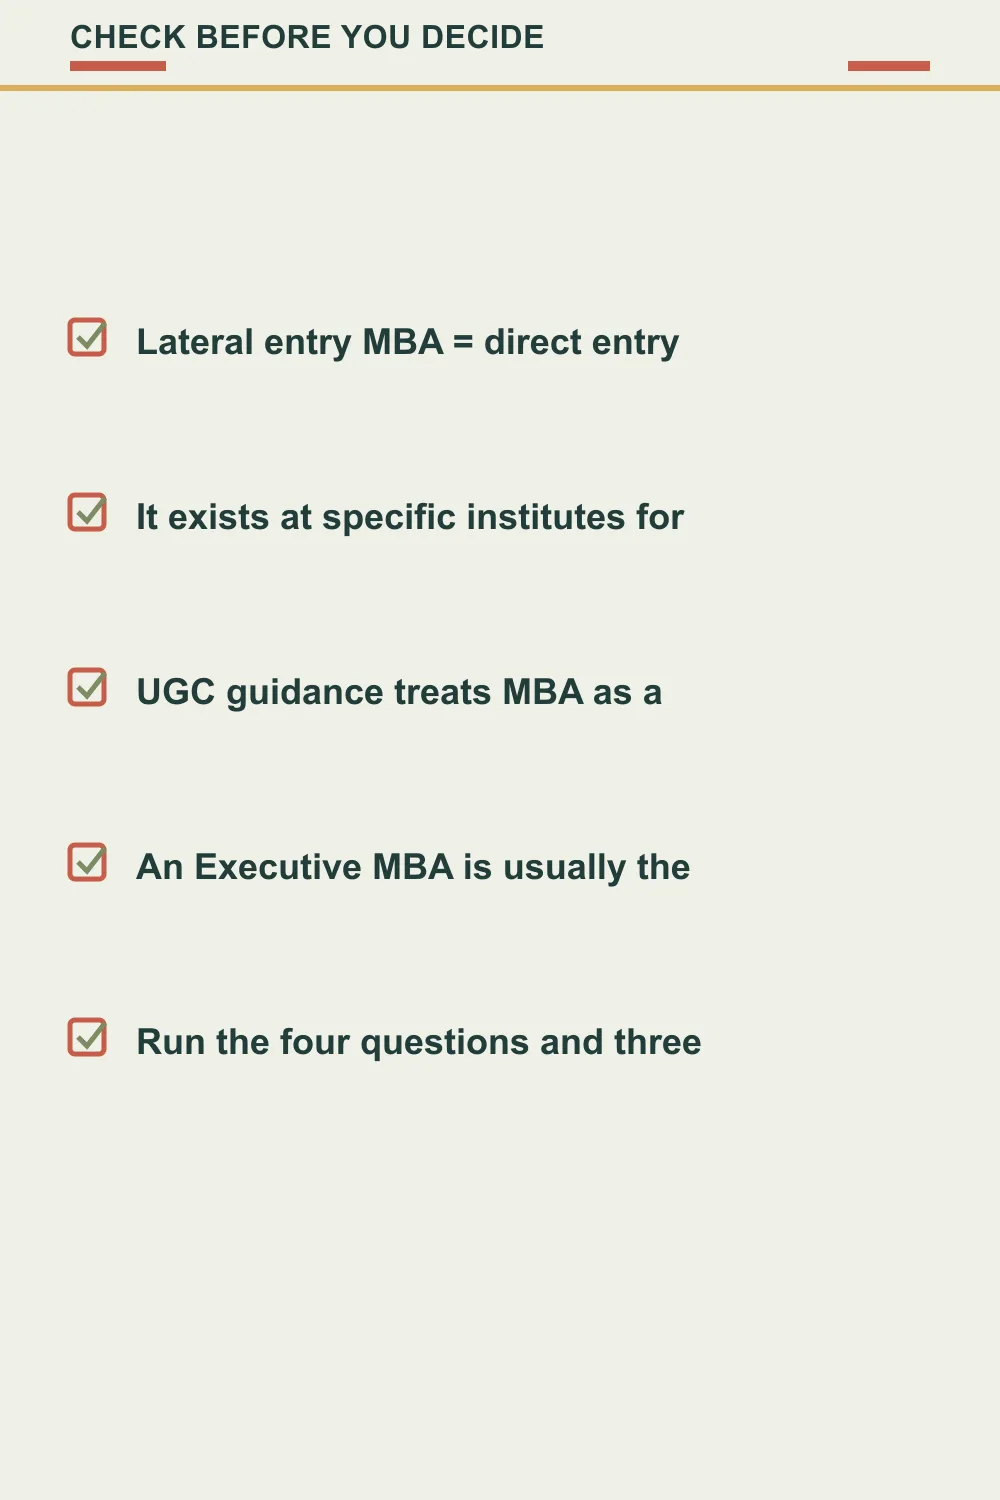 CHECK BEFORE YOU DECIDE
Lateral entry MBA = direct entry
It exists at specific institutes for
UGC guidance treats MBA as a
An Executive MBA is usually the
Run the four questions and three